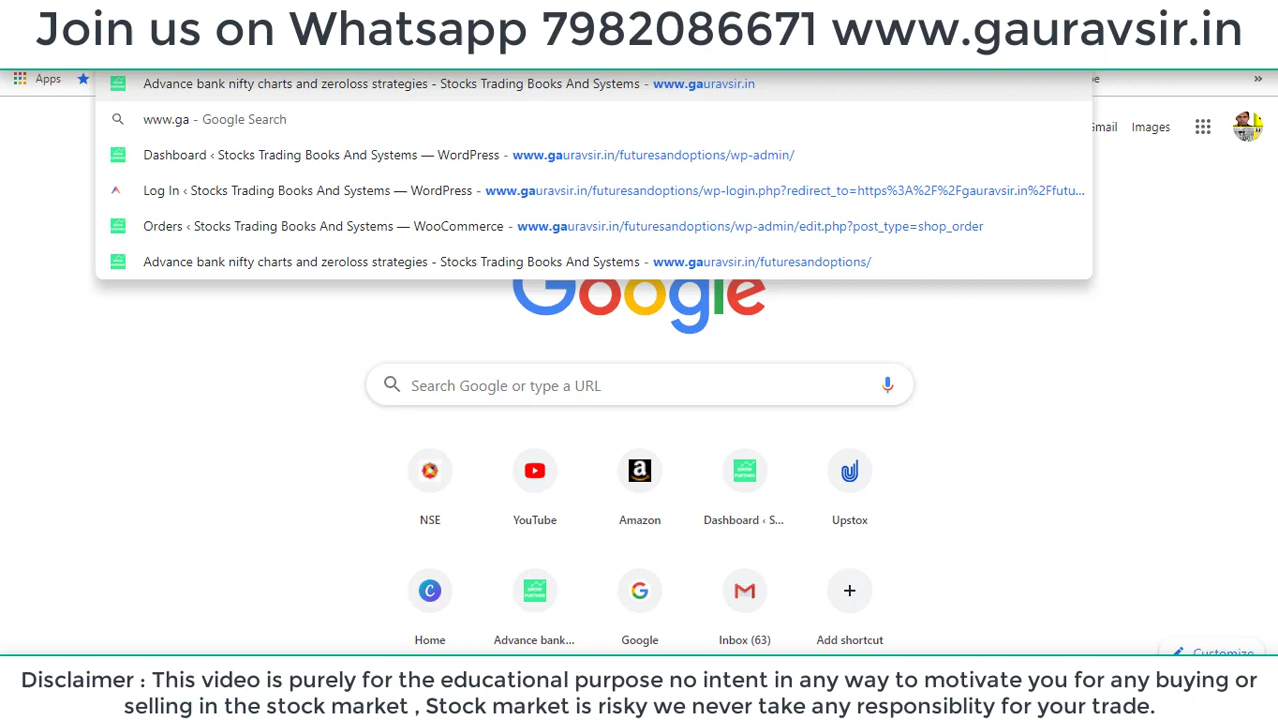 Join us on Whatsapp 7982086671 www.gauravsir.in
Apps
Advance bank nifty charts and zeroloss strategies - Stocks Trading Books And Systems - www.gauravsir.in
www.ga - Google Search
Gmail Images
Dashboard ‹ Stocks Trading Books And Systems — WordPress - www.gauravsir.in/futuresandoptions/wp-admin/
Log In ‹ Stocks Trading Books And Systems — WordPress - www.gauravsir.in/futuresandoptions/wp-login.php?redirect_to=https%3A%2F%2Fgauravsir.in%2Ffutu...
Orders ‹ Stocks Trading Books And Systems — WooCommerce - www.gauravsir.in/futuresandoptions/wp-admin/edit.php?post_type=shop_order
Advance bank nifty charts and zeroloss strategies - Stocks Trading Books And Systems - www.gauravsir.in/futuresandoptions/
Google
Search Google or type a URL
NSE YouTube Amazon Dashboard ‹ S... Upstox
Home Advance bank... Google Inbox (63) Add shortcut
Customize
Disclaimer : This video is purely for the educational purpose no intent in any way to motivate you for any buying or
selling in the stock market , Stock market is risky we never take any responsiblity for your trade.